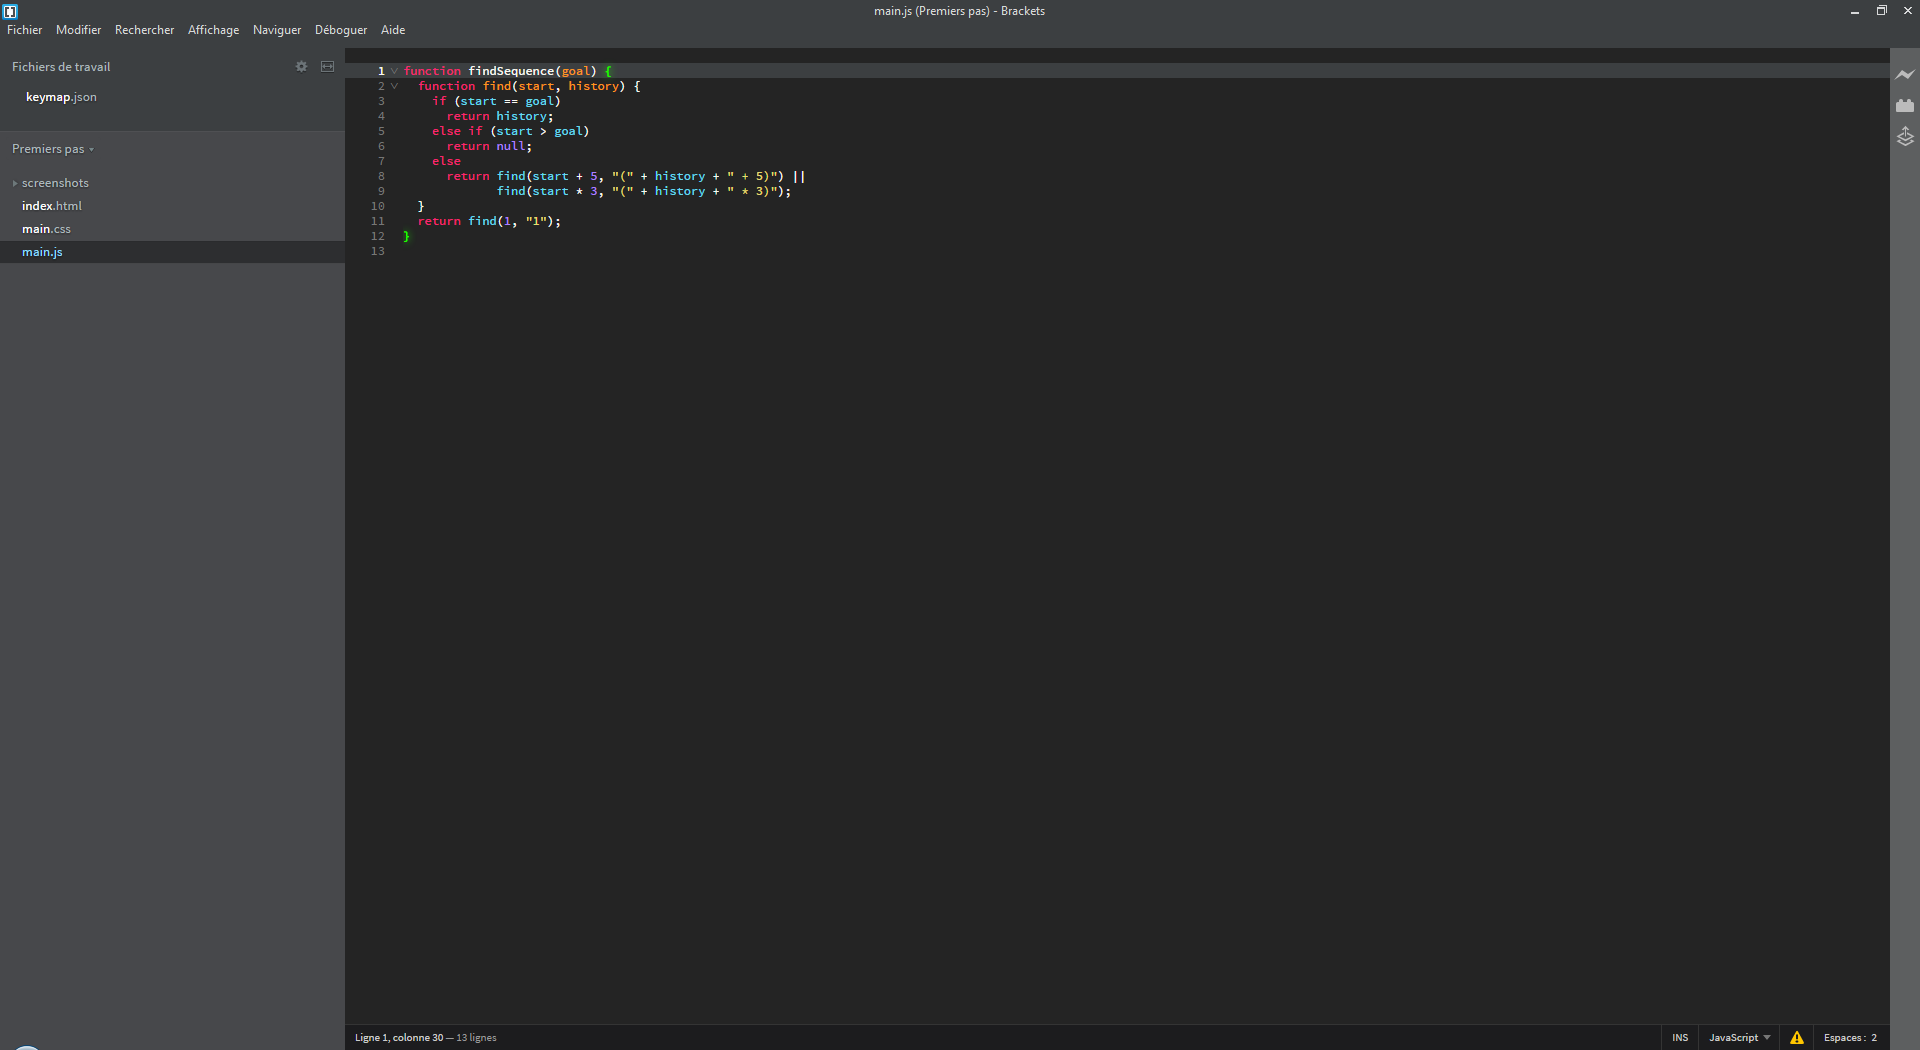 main.js (Premiers pas) - Brackets
Fichier Modifier Rechercher Affichage Naviguer Déboguer Aide
Fichiers de travail
keymap.json
Premiers pas
screenshots
index.html
main.css
main.js
1 function findSequence(goal) {
2 function find(start, history) {
3 if (start == goal)
4 return history;
5 else if (start > goal)
6 return null;
7 else
8 return find(start + 5, "(" + history + " + 5)") ||
9 find(start * 3, "(" + history + " * 3)");
10 }
11 return find(1, "1");
12 }
13
Ligne 1, colonne 30 — 13 lignes
INS JavaScript Espaces : 2